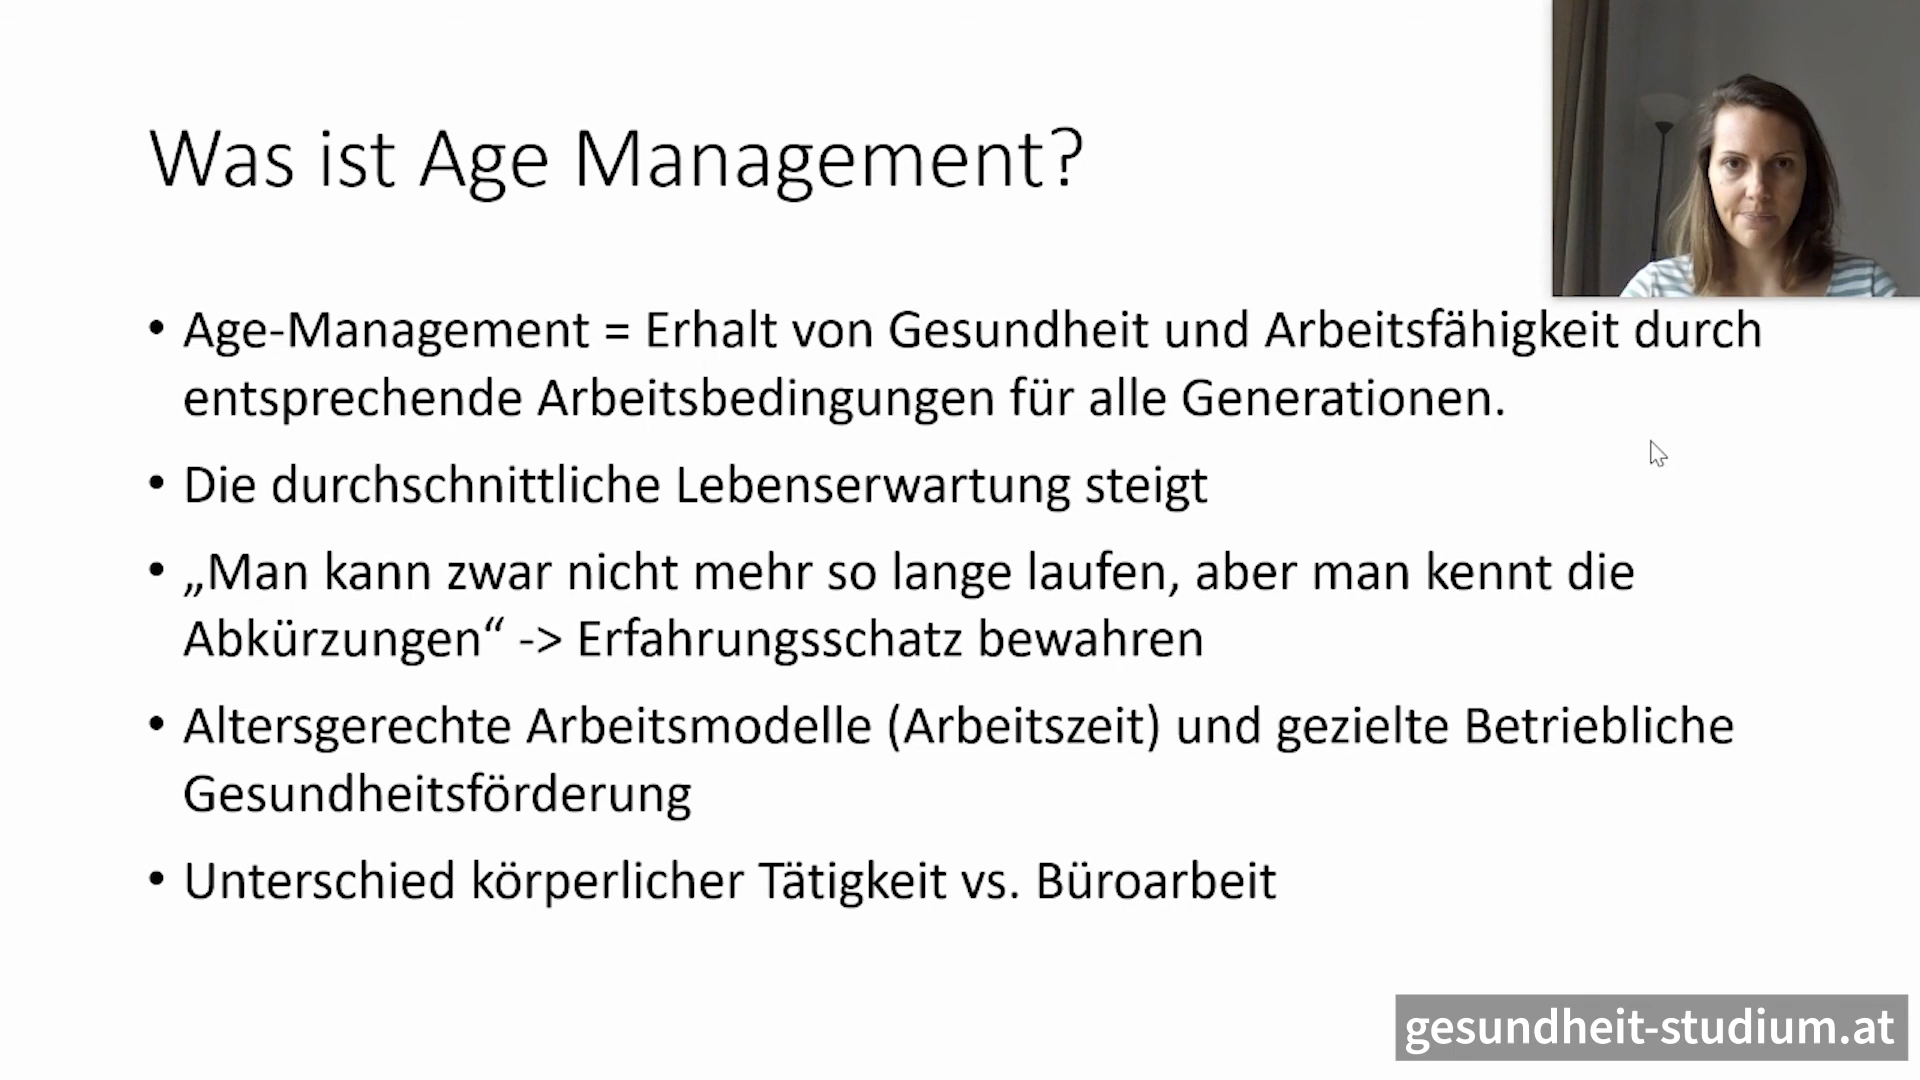 Was ist Age Management?
• Age-Management = Erhalt von Gesundheit und Arbeitsfähigkeit durch
entsprechende Arbeitsbedingungen für alle Generationen.
• Die durchschnittliche Lebenserwartung steigt
• „Man kann zwar nicht mehr so lange laufen, aber man kennt die
Abkürzungen“ -> Erfahrungsschatz bewahren
• Altersgerechte Arbeitsmodelle (Arbeitszeit) und gezielte Betriebliche
Gesundheitsförderung
• Unterschied körperlicher Tätigkeit vs. Büroarbeit
gesundheit-studium.at